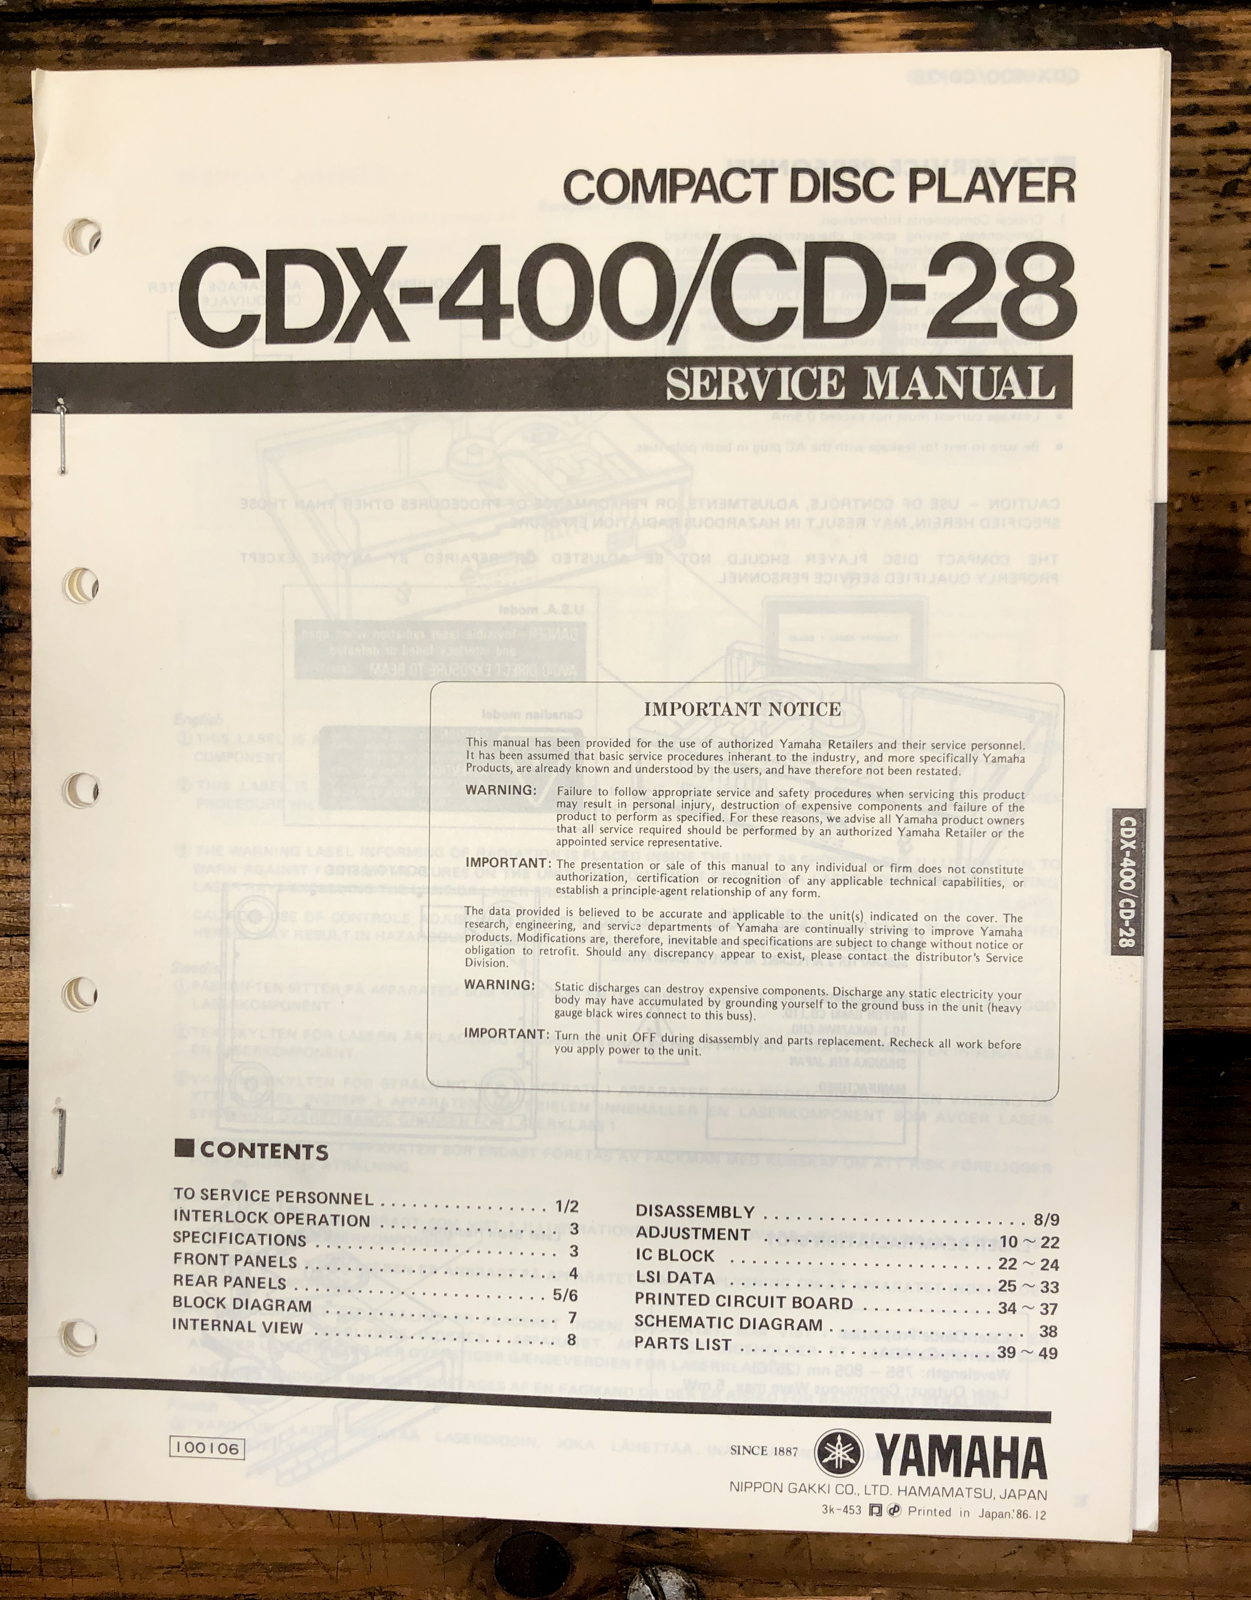 COMPACT DISC PLAYER
CDX-400/CD-28
SERVICE MANUAL
IMPORTANT NOTICE
This manual has been provided for the use of authorized Yamaha Retailers and their service personnel.
It has been assumed that basic service procedures inherant to the industry, and more specifically Yamaha
Products, are already known and understood by the users, and have therefore not been restated.
WARNING: Failure to follow appropriate service and safety procedures when servicing this product
may result in personal injury, destruction of expensive components and failure of the
product to perform as specified. For these reasons, we advise all Yamaha product owners
that all service required should be performed by an authorized Yamaha Retailer or the
appointed service representative.
IMPORTANT: The presentation or sale of this manual to any individual or firm does not constitute
authorization, certification or recognition of any applicable technical capabilities, or
establish a principle-agent relationship of any form.
The data provided is believed to be accurate and applicable to the unit(s) indicated on the cover. The
research, engineering, and service departments of Yamaha are continually striving to improve Yamaha
products. Modifications are, therefore, inevitable and specifications are subject to change without notice or
obligation to retrofit. Should any discrepancy appear to exist, please contact the distributor's Service
Division.
WARNING: Static discharges can destroy expensive components. Discharge any static electricity your
body may have accumulated by grounding yourself to the ground buss in the unit (heavy
gauge black wires connect to this buss).
IMPORTANT: Turn the unit OFF during disassembly and parts replacement. Recheck all work before
you apply power to the unit.
CDX-400/CD-28
■CONTENTS
TO SERVICE PERSONNEL . . . . . . . . . . . . . . . . 1/2
INTERLOCK OPERATION . . . . . . . . . . . . . . . . 3
SPECIFICATIONS . . . . . . . . . . . . . . . . . . . . . . 3
FRONT PANELS . . . . . . . . . . . . . . . . . . . . . . . 4
REAR PANELS . . . . . . . . . . . . . . . . . . . . . . . 5/6
BLOCK DIAGRAM . . . . . . . . . . . . . . . . . . . . . 7
INTERNAL VIEW . . . . . . . . . . . . . . . . . . . . . . 8
DISASSEMBLY . . . . . . . . . . . . . . . . . . . . . . . . 8/9
ADJUSTMENT . . . . . . . . . . . . . . . . . . . . . 10 ~ 22
IC BLOCK . . . . . . . . . . . . . . . . . . . . . . . . 22 ~ 24
LSI DATA . . . . . . . . . . . . . . . . . . . . . . . . 25 ~ 33
PRINTED CIRCUIT BOARD . . . . . . . . . . . . 34 ~ 37
SCHEMATIC DIAGRAM . . . . . . . . . . . . . . . . . . 38
PARTS LIST . . . . . . . . . . . . . . . . . . . . . . . 39 ~ 49
100106
SINCE 1887 YAMAHA
NIPPON GAKKI CO., LTD. HAMAMATSU, JAPAN
3k-453 Printed in Japan.'86.12